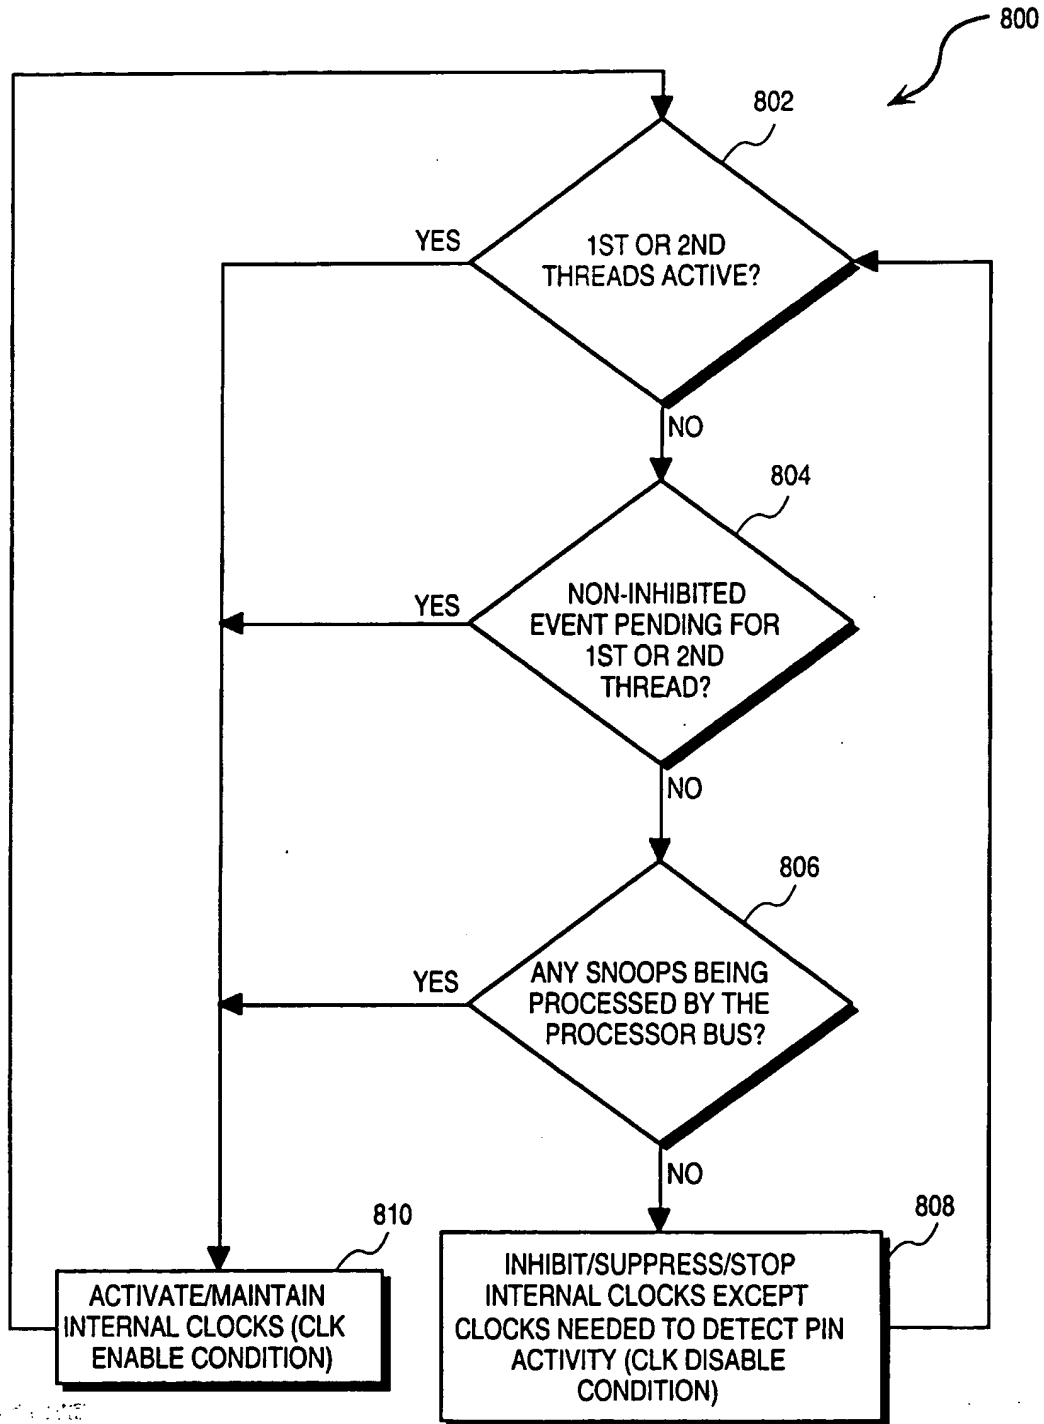 800
802
YES
1ST OR 2ND
THREADS ACTIVE?
NO
804
YES
NON-INHIBITED
EVENT PENDING FOR
1ST OR 2ND
THREAD?
NO
806
YES
ANY SNOOPS BEING
PROCESSED BY THE
PROCESSOR BUS?
NO
810
808
ACTIVATE/MAINTAIN
INTERNAL CLOCKS (CLK
ENABLE CONDITION)
INHIBIT/SUPPRESS/STOP
INTERNAL CLOCKS EXCEPT
CLOCKS NEEDED TO DETECT PIN
ACTIVITY (CLK DISABLE
CONDITION)